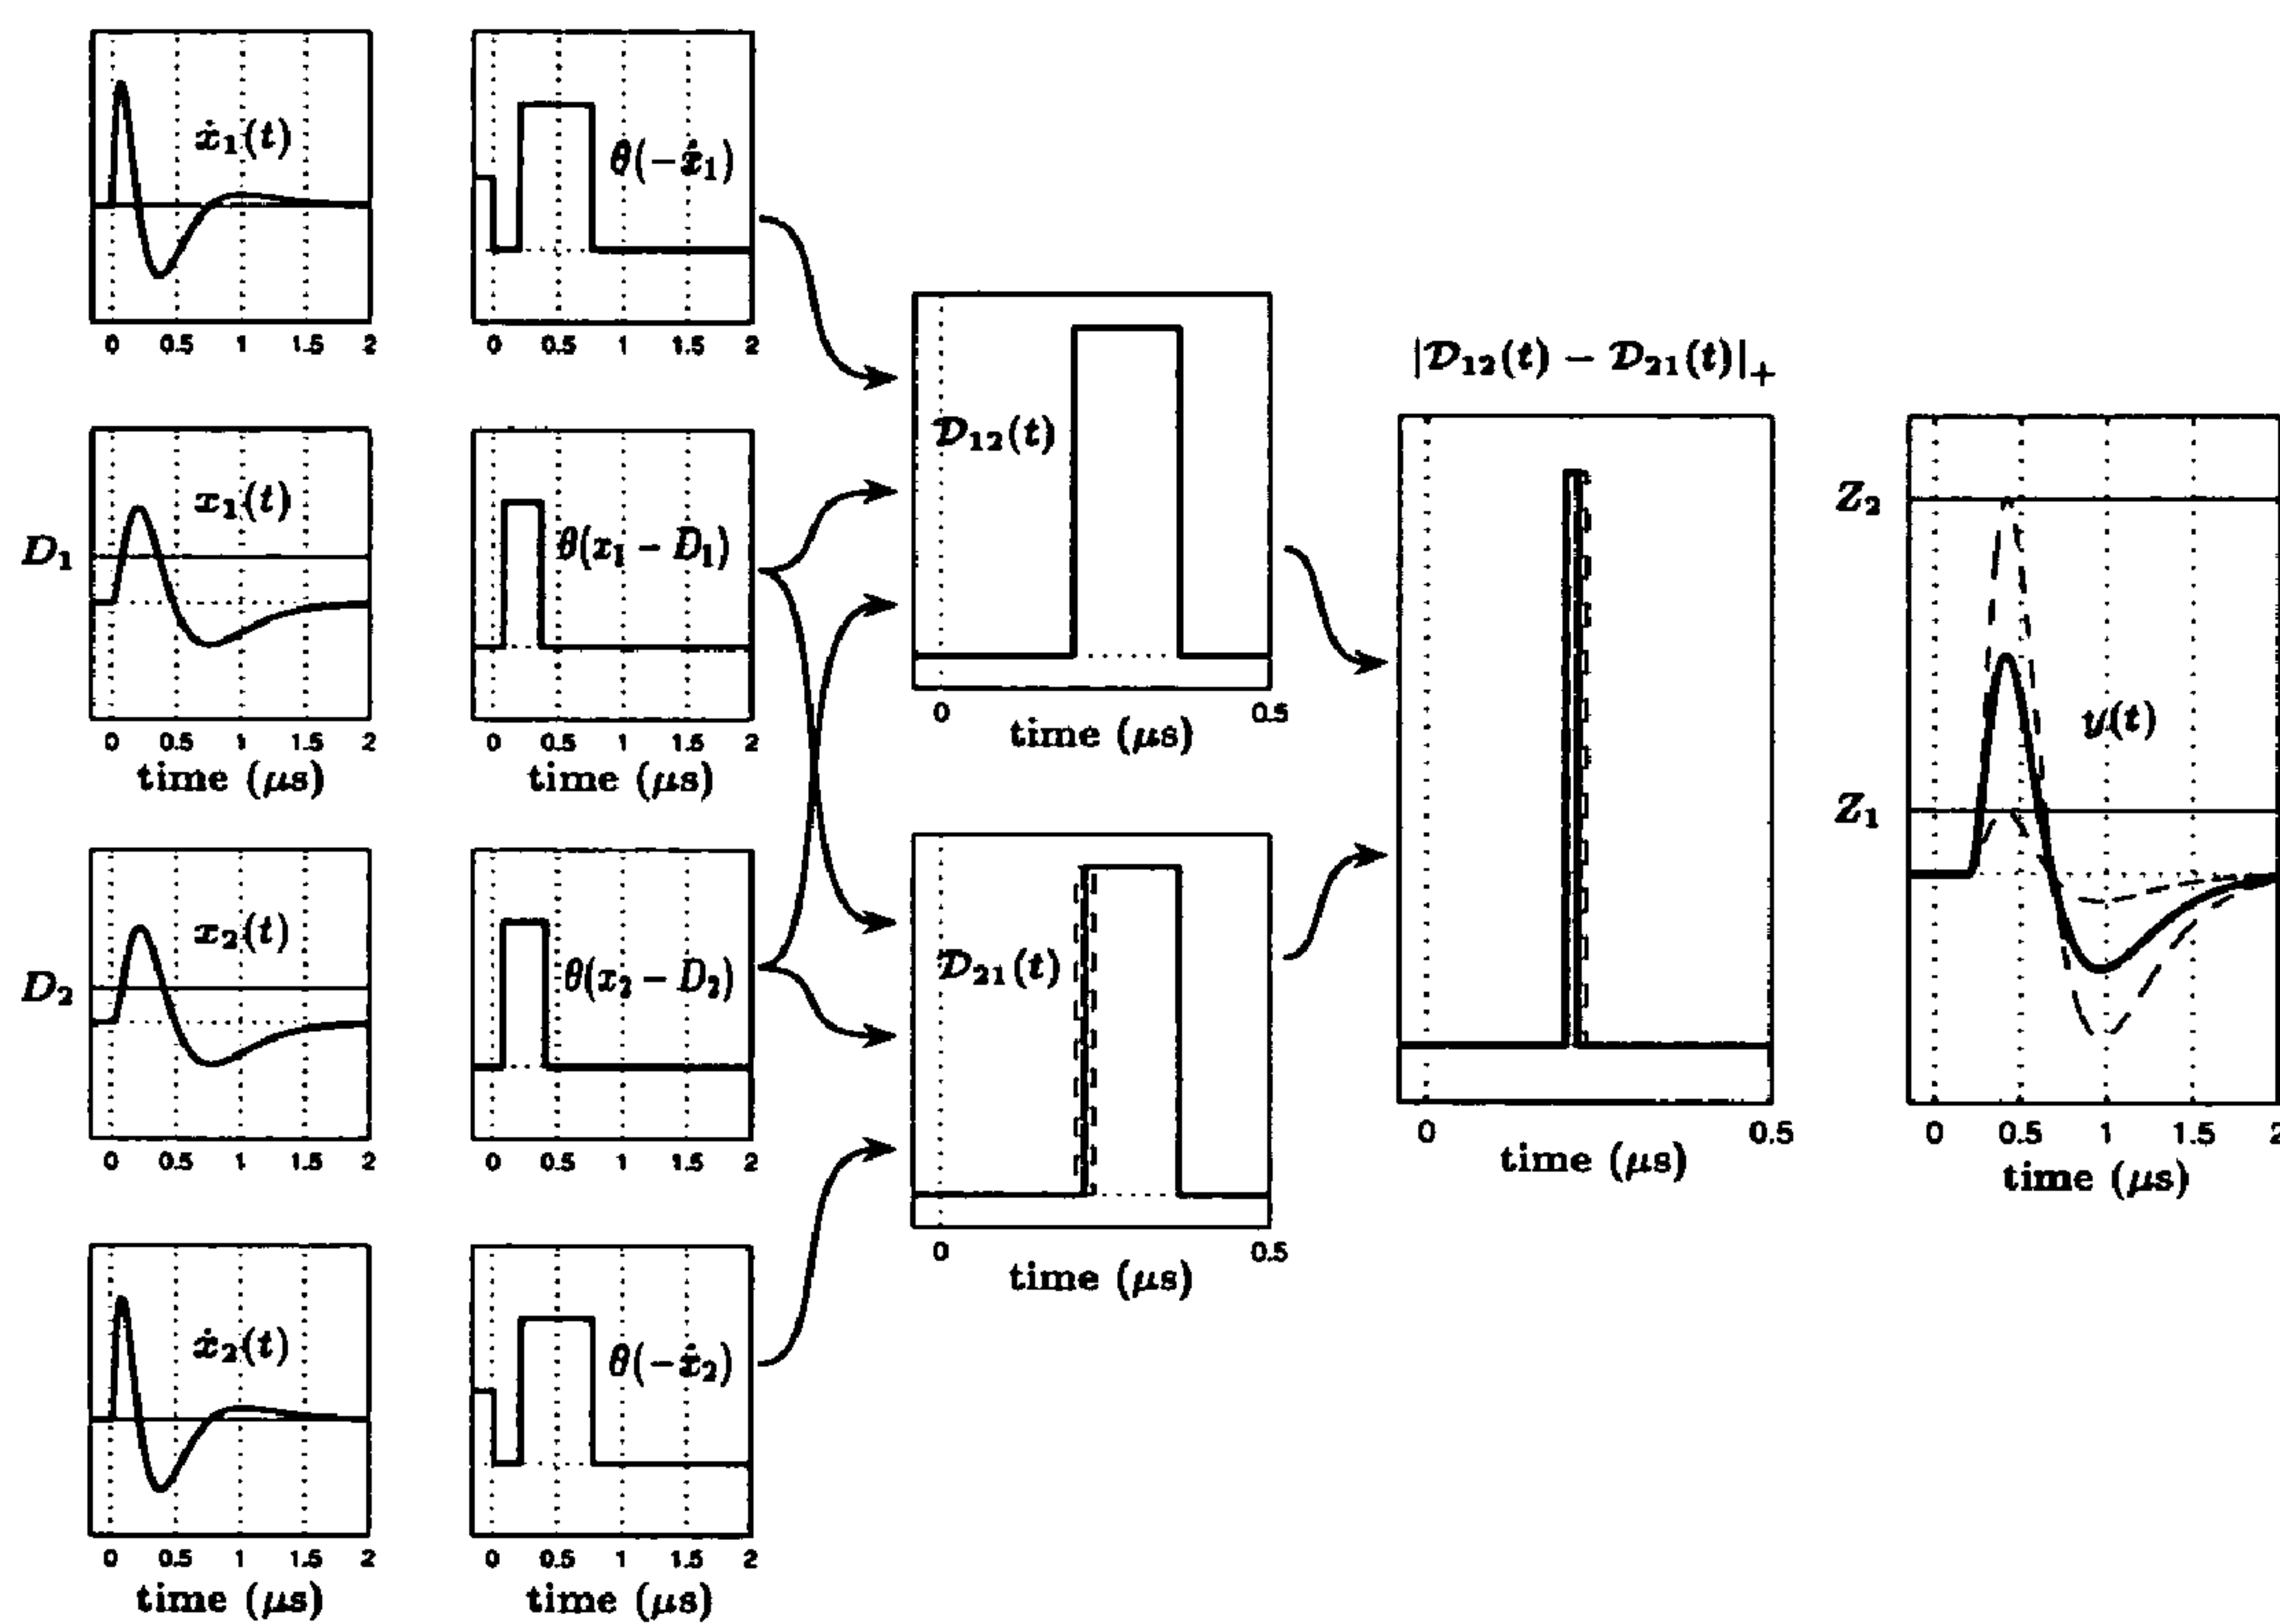 ẋ₁(t)
0 0.5 1 1.5 2
θ(−ẋ₁)
0 0.5 1 1.5 2
D₁
x₁(t)
0 0.5 1 1.5 2
time (μs)
θ(x₁ − D₁)
0 0.5 1 1.5 2
time (μs)
D₂
x₂(t)
0 0.5 1 1.5 2
θ(x₂ − D₂)
0 0.5 1 1.5 2
ẋ₂(t)
0 0.5 1 1.5 2
time (μs)
θ(−ẋ₂)
0 0.5 1 1.5 2
time (μs)
𝒟₁₂(t)
0 0.5
time (μs)
𝒟₂₁(t)
0 0.5
time (μs)
|𝒟₁₂(t) − 𝒟₂₁(t)|₊
0 0.5
time (μs)
Z₂
Z₁
y(t)
0 0.5 1 1.5 2
time (μs)